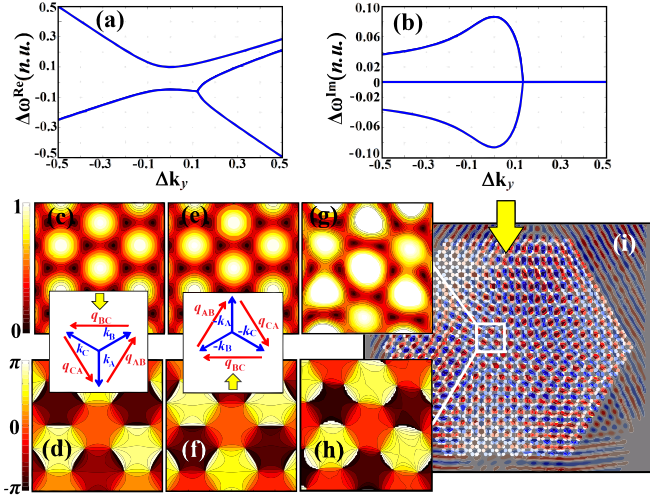 (a)
Δω^Re(n.u.)
0.5
0.3
0.1
-0.1
-0.3
0.5
-0.5 -0.3 -0.1 0.1 0.3 0.5
Δk_y
(b)
Δω^Im(n.u.)
0.10
0.06
0.02
0
-0.02
-0.06
-0.10
-0.5 -0.3 -0.1 0.1 0.3 0.5
Δk_y
1
0
(c)
(e)
(g)
(i)
q_BC
k_B
k_C
k_A
q_CA
q_AB
q_AB
-k_A
q_CA
-k_C
-k_B
q_BC
π
0
-π
(d)
(f)
(h)